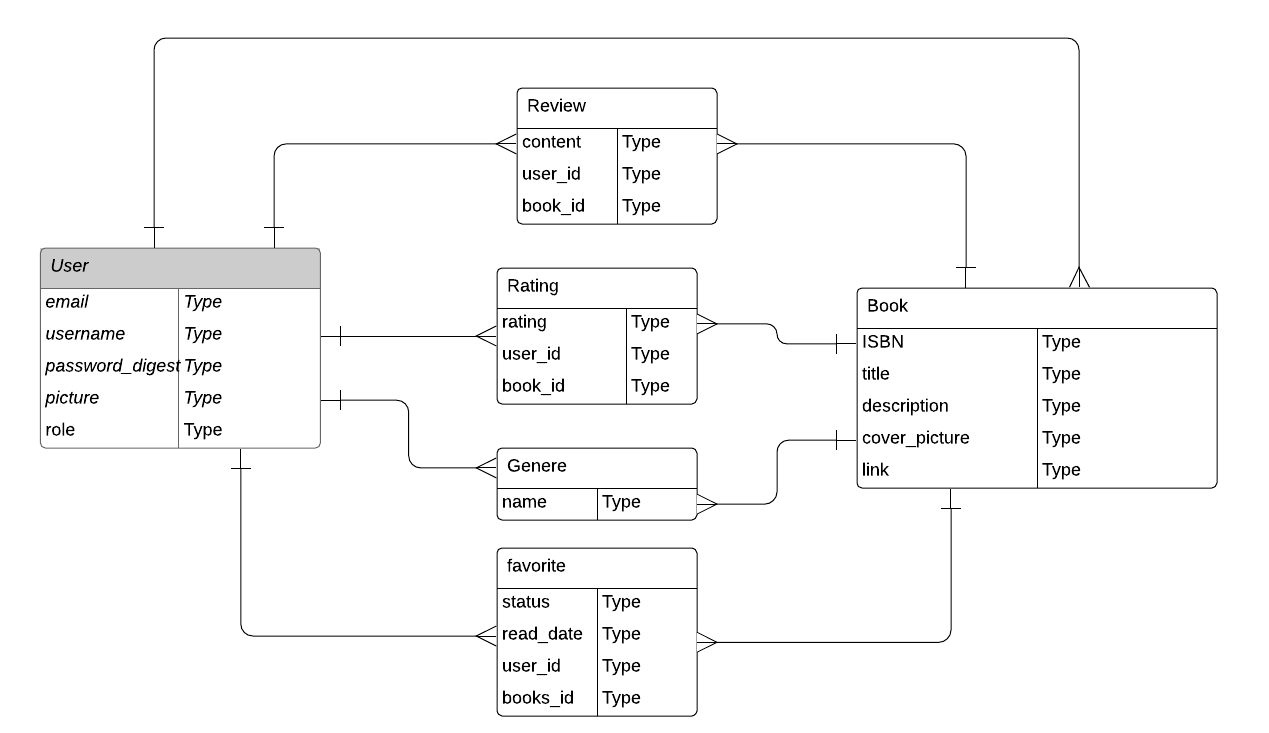 Review
content Type
user_id Type
book_id Type
User
email Type
username Type
password_digest Type
picture Type
role Type
Rating
rating Type
user_id Type
book_id Type
Book
ISBN Type
title Type
description Type
cover_picture Type
link Type
Genere
name Type
favorite
status Type
read_date Type
user_id Type
books_id Type